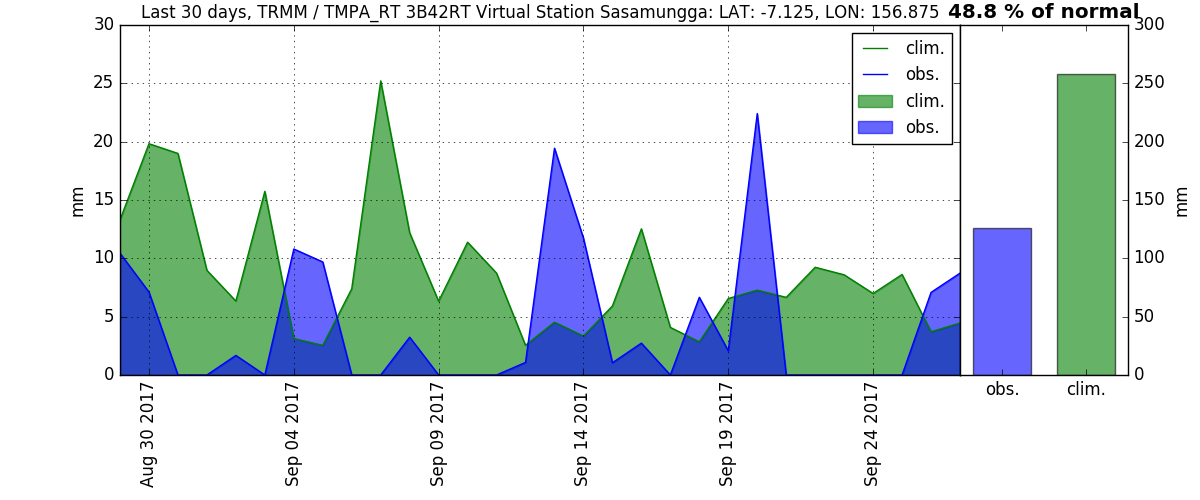 Last 30 days, TRMM / TMPA_RT 3B42RT Virtual Station Sasamungga: LAT: -7.125, LON: 156.875
48.8 % of normal
30
25
20
15
10
5
0
mm
clim.
obs.
clim.
obs.
Aug 30 2017
Sep 04 2017
Sep 09 2017
Sep 14 2017
Sep 19 2017
Sep 24 2017
300
250
200
150
100
50
0
mm
obs.
clim.